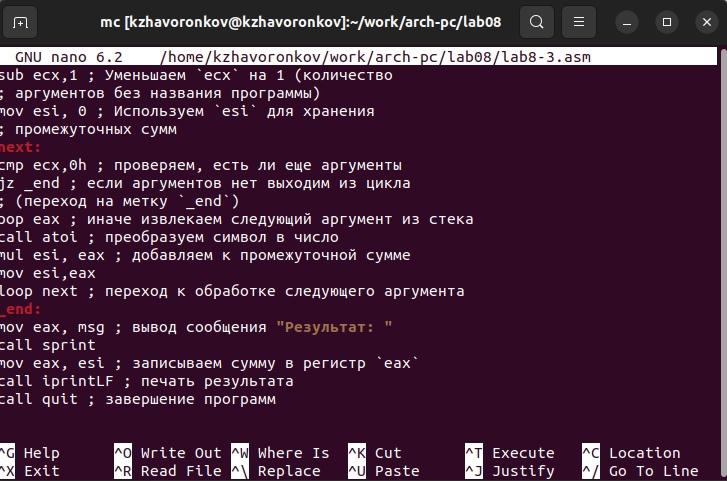 mc [kzhavoronkov@kzhavoronkov]:~/work/arch-pc/lab08
GNU nano 6.2 /home/kzhavoronkov/work/arch-pc/lab08/lab8-3.asm
sub ecx,1 ; Уменьшаем `ecx` на 1 (количество
; аргументов без названия программы)
mov esi, 0 ; Используем `esi` для хранения
; промежуточных сумм
next:
cmp ecx,0h ; проверяем, есть ли еще аргументы
jz _end ; если аргументов нет выходим из цикла
; (переход на метку `_end`)
pop eax ; иначе извлекаем следующий аргумент из стека
call atoi ; преобразуем символ в число
mul esi, eax ; добавляем к промежуточной сумме
mov esi,eax
loop next ; переход к обработке следующего аргумента
_end:
mov eax, msg ; вывод сообщения "Результат: "
call sprint
mov eax, esi ; записываем сумму в регистр `eax`
call iprintLF ; печать результата
call quit ; завершение программ
^G Help ^O Write Out ^W Where Is ^K Cut ^T Execute ^C Location
^X Exit ^R Read File ^\ Replace ^U Paste ^J Justify ^/ Go To Line